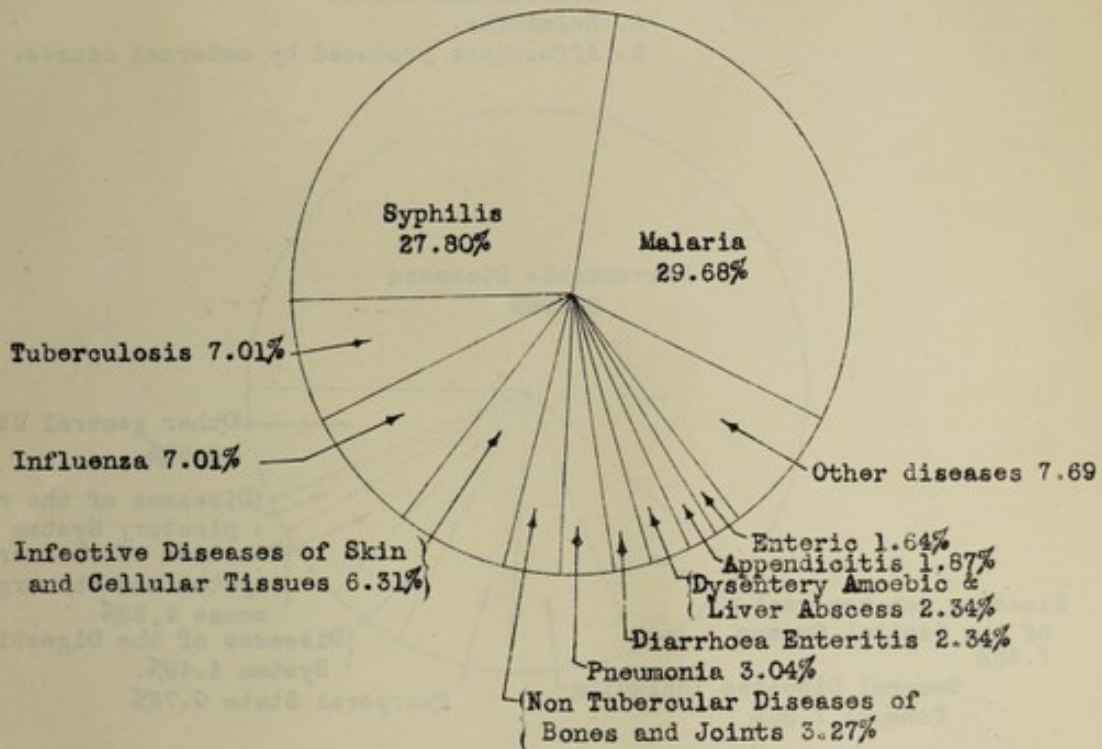 Syphilis
27.80%
Malaria
29.68%
Tuberculosis 7.01%
Influenza 7.01%
Other diseases 7.69
Infective Diseases of Skin
and Cellular Tissues 6.31%
Enteric 1.64%
Appendicitis 1.87%
Dysentery Amoebic &
Liver Abscess 2.34%
Diarrhoea Enteritis 2.34%
Pneumonia 3.04%
Non Tubercular Diseases of
Bones and Joints 3.27%